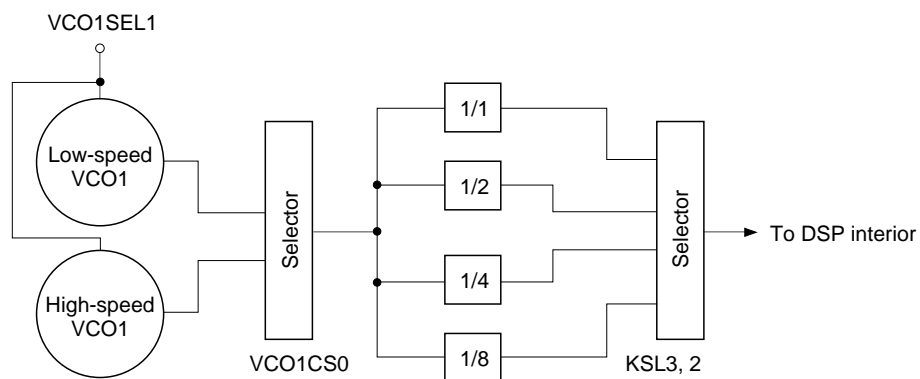 VCO1SEL1
Low-speed
VCO1
High-speed
VCO1
Selector
VCO1CS0
1/1
1/2
1/4
1/8
Selector
KSL3, 2
To DSP interior